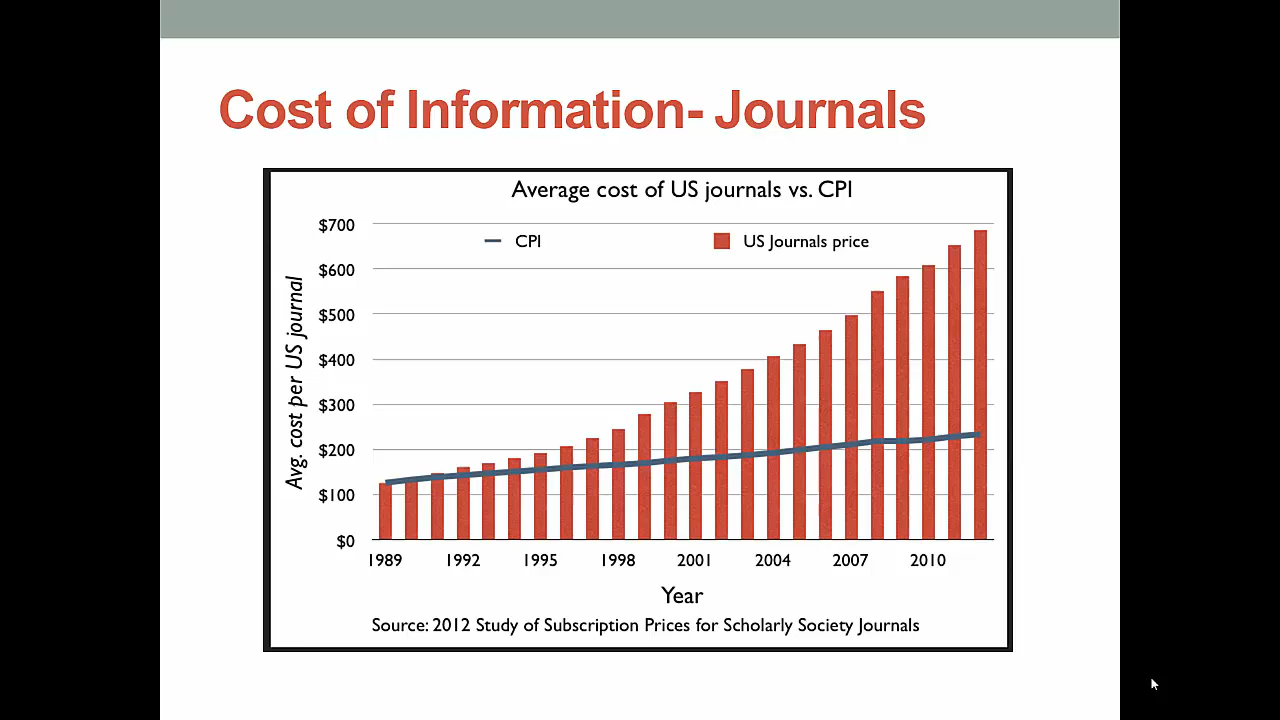 Cost of Information- Journals
Average cost of US journals vs. CPI
CPI
US Journals price
$700
$600
$500
$400
$300
$200
$100
$0
Avg. cost per US journal
1989 1992 1995 1998 2001 2004 2007 2010
Year
Source: 2012 Study of Subscription Prices for Scholarly Society Journals